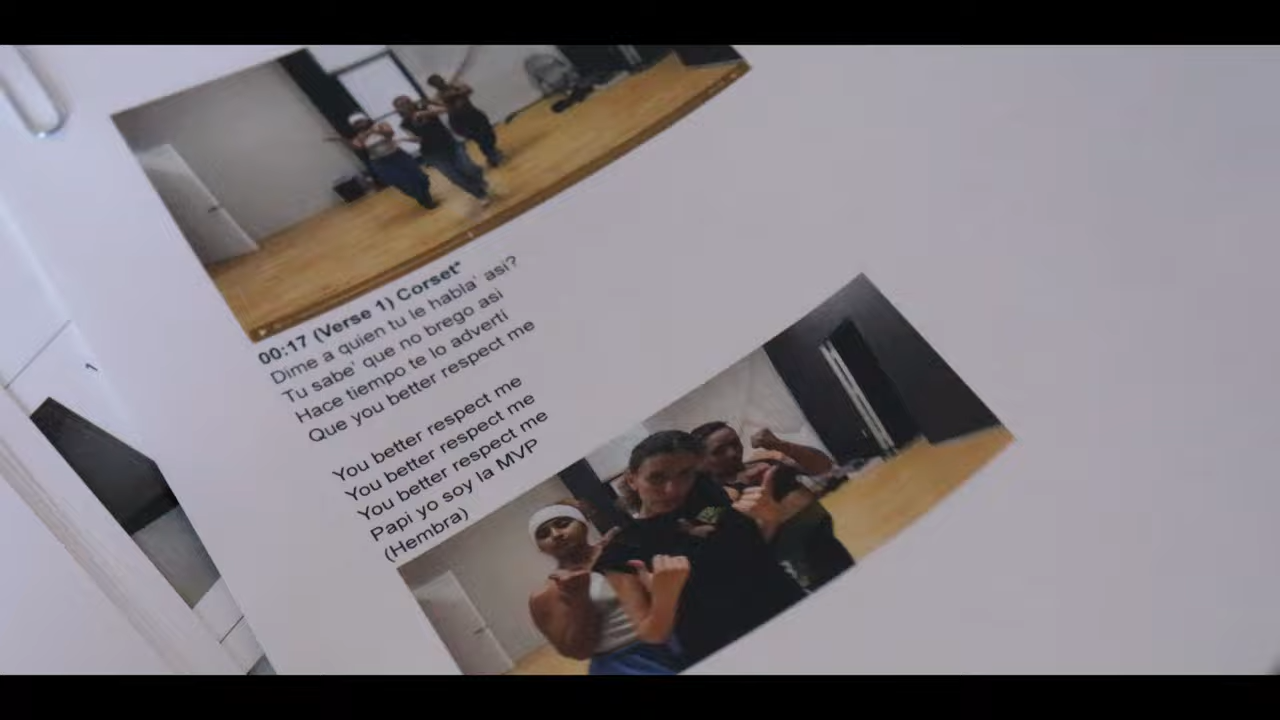 00:17 (Verse 1) Corset*
Dime a quien tu le habla' asi?
Tu sabe' que no brego asi
Hace tiempo te lo advertí
Que you better respect me
You better respect me
You better respect me
You better respect me
Papi yo soy la MVP
(Hembra)